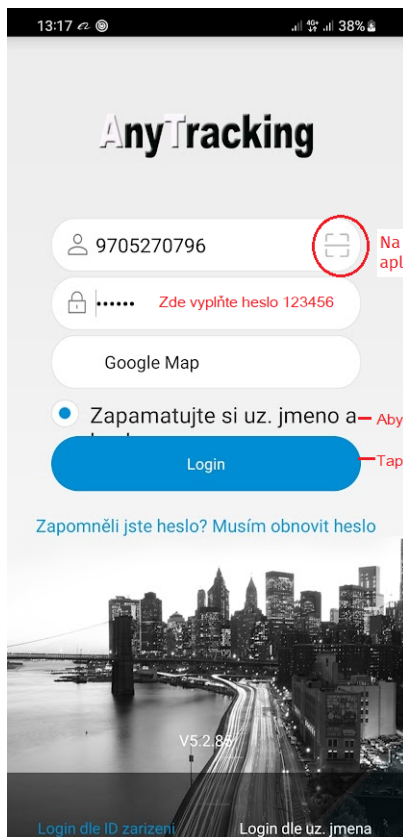 13:17
4G+ 38%
AnyTracking
9705270796
Na
apl
•••••• Zde vyplňte heslo 123456
Google Map
Zapamatujte si uz. jmeno a
Aby
Login
Tap
Zapomněli jste heslo? Musím obnovit heslo
V5.2.85
Login dle ID zarizeni Login dle uz. jmena